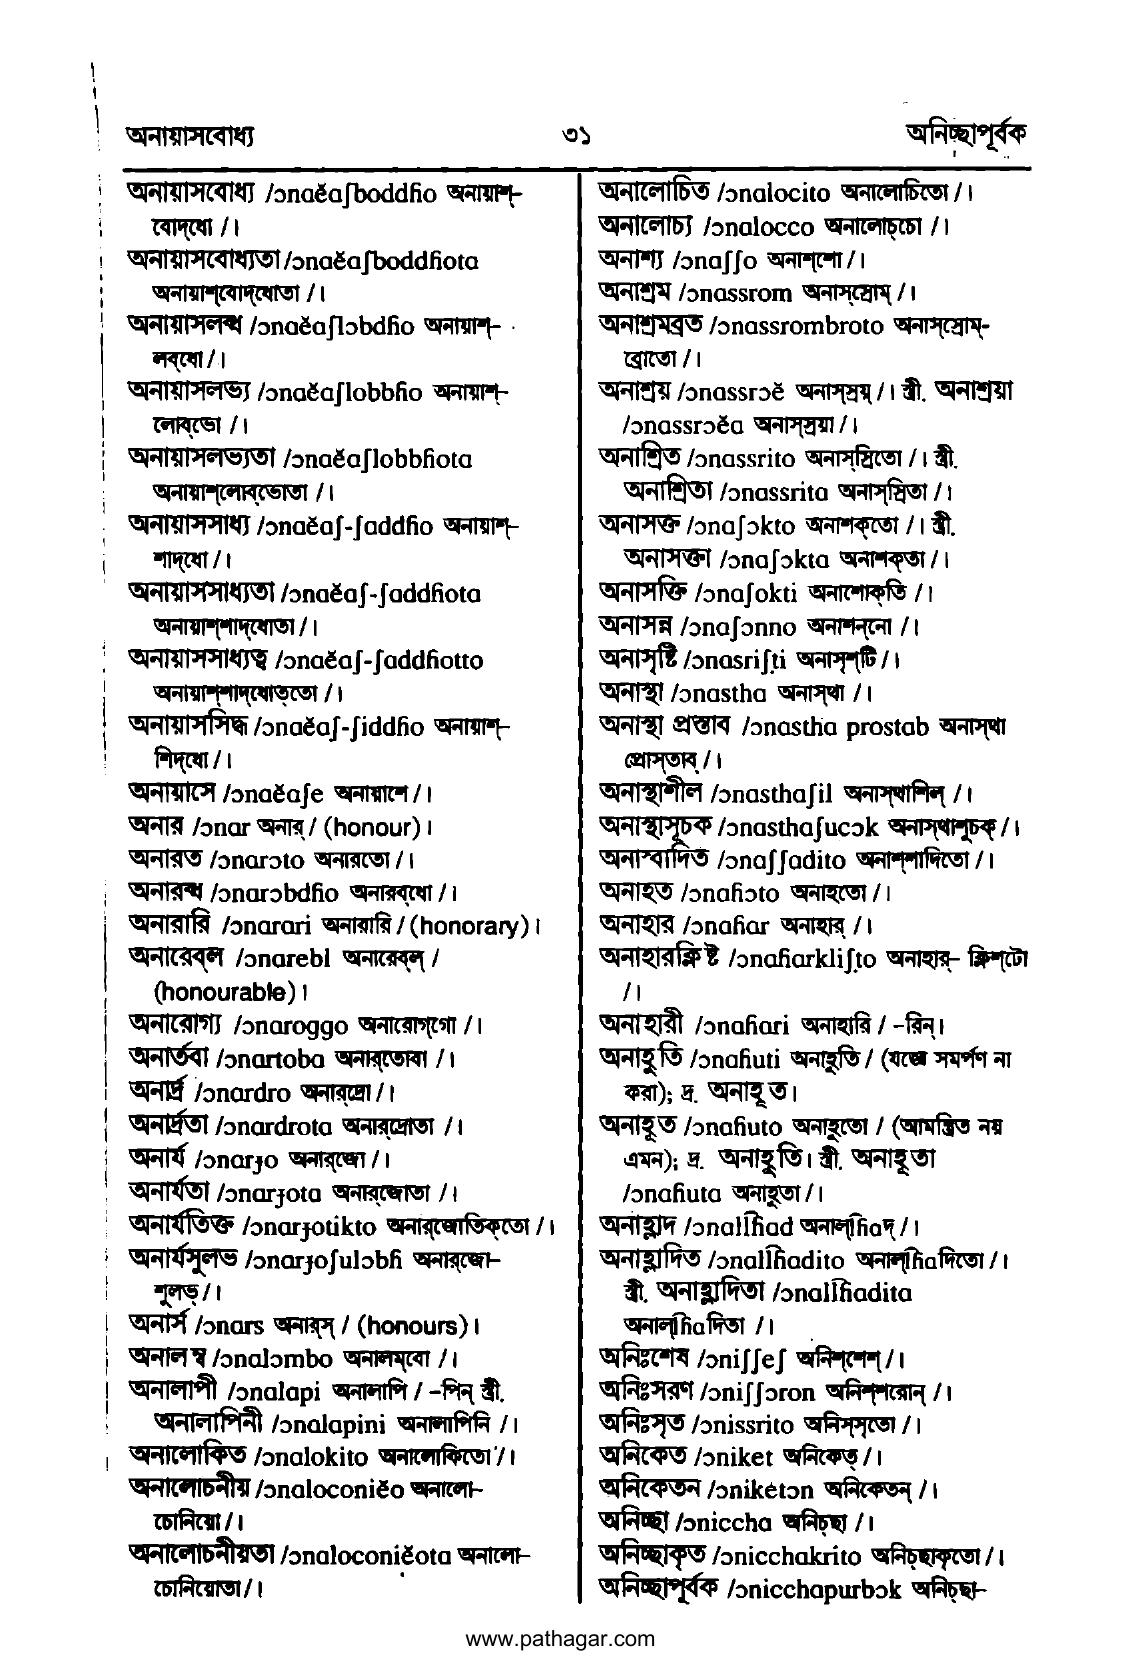 অনায়াসবোধ্য ৩১ অনিচ্ছাপূর্বক
অনায়াসবোধ্য /ɔnaĕaʃboddɦo অনায়াশ্-
বোদ্‌ধো /।
অনায়াসবোধ্যতা /ɔnaĕaʃboddɦota
অনায়াশ্‌বোদ্‌ধোতা /।
অনায়াসলব্ধ /ɔnaĕaʃlɔbdɦo অনায়াশ্-
লব্‌ধো /।
অনায়াসলভ্য /ɔnaĕaʃlobbɦo অনায়াশ্-
লোব্‌ভো /।
অনায়াসলভ্যতা /ɔnaĕaʃlobbɦota
অনায়াশ্‌লোব্‌ভোতা /।
অনায়াসসাধ্য /ɔnaĕaʃ-ʃaddɦo অনায়াশ্-
শাদ্‌ধো /।
অনায়াসসাধ্যতা /ɔnaĕaʃ-ʃaddɦota
অনায়াশ্‌শাদ্‌ধোতা /।
অনায়াসসাধ্যত্ব /ɔnaĕaʃ-ʃaddɦotto
অনায়াশ্‌শাদ্‌ধোত্‌তো /।
অনায়াসসিদ্ধ /ɔnaĕaʃ-ʃiddɦo অনায়াশ্-
শিদ্‌ধো /।
অনায়াসে /ɔnaĕaʃe অনায়াশে /।
অনার /ɔnar অনার্ / (honour)।
অনারত /ɔnarɔto অনারতো /।
অনারব্ধ /ɔnarɔbdɦo অনারব্‌ধো /।
অনারারি /ɔnarari অনারারি / (honorary)।
অনারেব্‌ল /ɔnarebl অনারেব্‌ল্ /
(honourable)।
অনারোগ্য /ɔnaroggo অনারোগ্‌গো /।
অনার্তবা /ɔnartoba অনার্‌তোবা /।
অনার্দ্র /ɔnardro অনার্‌দ্রো /।
অনার্দ্রতা /ɔnardrota অনার্‌দ্রোতা /।
অনার্য /ɔnarɟo অনার্‌জো /।
অনার্যতা /ɔnarɟota অনার্‌জোতা /।
অনার্যতিক্ত /ɔnarɟotikto অনার্‌জোতিক্‌তো /।
অনার্যসুলভ /ɔnarɟoʃulɔbɦ অনার্‌জো-
শুলভ্ /।
অনার্স /ɔnars অনার্‌স্ / (honours)।
অনালম্ব /ɔnalɔmbo অনালম্‌বো /।
অনালাপী /ɔnalapi অনালাপি / -পিন্ স্ত্রী.
অনালাপিনী /ɔnalapini অনালাপিনি /।
অনালোকিত /ɔnalokito অনালোকিতো /।
অনালোচনীয় /ɔnaloconiĕo অনালো-
চোনিয়ো /।
অনালোচনীয়তা /ɔnaloconiĕota অনালো-
চোনিয়োতা /।
অনালোচিত /ɔnalocito অনালোচিতো /।
অনালোচ্য /ɔnalocco অনালোচ্‌চো /।
অনাশ্য /ɔnaʃʃo অনাশ্‌শো /।
অনাশ্রম /ɔnassrom অনাস্‌স্রোম্ /।
অনাশ্রমব্রত /ɔnassrombroto অনাস্‌স্রোম্-
ব্রোতো /।
অনাশ্রয় /ɔnassrɔĕ অনাস্‌স্রয়্ /। স্ত্রী. অনাশ্রয়া
/ɔnassrɔĕa অনাস্‌স্রয়া /।
অনাশ্রিত /ɔnassrito অনাস্‌স্রিতো /। স্ত্রী.
অনাশ্রিতা /ɔnassrita অনাস্‌স্রিতা /।
অনাসক্ত /ɔnaʃɔkto অনাশক্‌তো /। স্ত্রী.
অনাসক্তা /ɔnaʃɔkta অনাশক্‌তা /।
অনাসক্তি /ɔnaʃokti অনাশোক্‌তি /।
অনাসন্ন /ɔnaʃɔnno অনাশন্‌নো /।
অনাসৃষ্টি /ɔnasriʃti অনাসৃশ্‌টি /।
অনাস্থা /ɔnastha অনাস্‌থা /।
অনাস্থা প্রস্তাব /ɔnastha prostab অনাস্‌থা
প্রোস্‌তাব্ /।
অনাস্থাশীল /ɔnasthaʃil অনাস্‌থাশিল্ /।
অনাস্থাসূচক /ɔnasthaʃucɔk অনাস্‌থাশুচক্ /।
অনাস্বাদিত /ɔnaʃʃadito অনাশ্‌শাদিতো /।
অনাহত /ɔnaɦɔto অনাহতো /।
অনাহার /ɔnaɦar অনাহার্ /।
অনাহারক্লিষ্ট /ɔnaɦarkliʃto অনাহার্- ক্লিশ্‌টো
/।
অনাহারী /ɔnaɦari অনাহারি / -রিন্।
অনাহুতি /ɔnaɦuti অনাহুতি / (যজ্ঞে সমর্পণ না
করা); দ্র. অনাহূত।
অনাহূত /ɔnaɦuto অনাহুতো / (আমন্ত্রিত নয়
এমন); দ্র. অনাহুতি। স্ত্রী. অনাহূতা
/ɔnaɦuta অনাহুতা /।
অনাহ্লাদ /ɔnall͡ɦad অনাল্l͡ɦaদ্ /।
অনাহ্লাদিত /ɔnall͡ɦadito অনাল্l͡ɦaদিতো /।
স্ত্রী. অনাহ্লাদিতা /ɔnall͡ɦadita
অনাল্l͡ɦaদিতা /।
অনিঃশেষ /ɔniʃʃeʃ অনিশ্‌শেশ্ /।
অনিঃসরণ /ɔniʃʃɔron অনিশ্‌শরোন্ /।
অনিঃসৃত /ɔnissrito অনিস্‌সৃতো /।
অনিকেত /ɔniket অনিকেত্ /।
অনিকেতন /ɔniketɔn অনিকেতন্ /।
অনিচ্ছা /ɔniccha অনিচ্‌ছা /।
অনিচ্ছাকৃত /ɔnicchakrito অনিচ্‌ছাকৃতো /।
অনিচ্ছাপূর্বক /ɔnicchapurbɔk অনিচ্‌ছা-
www.pathagar.com